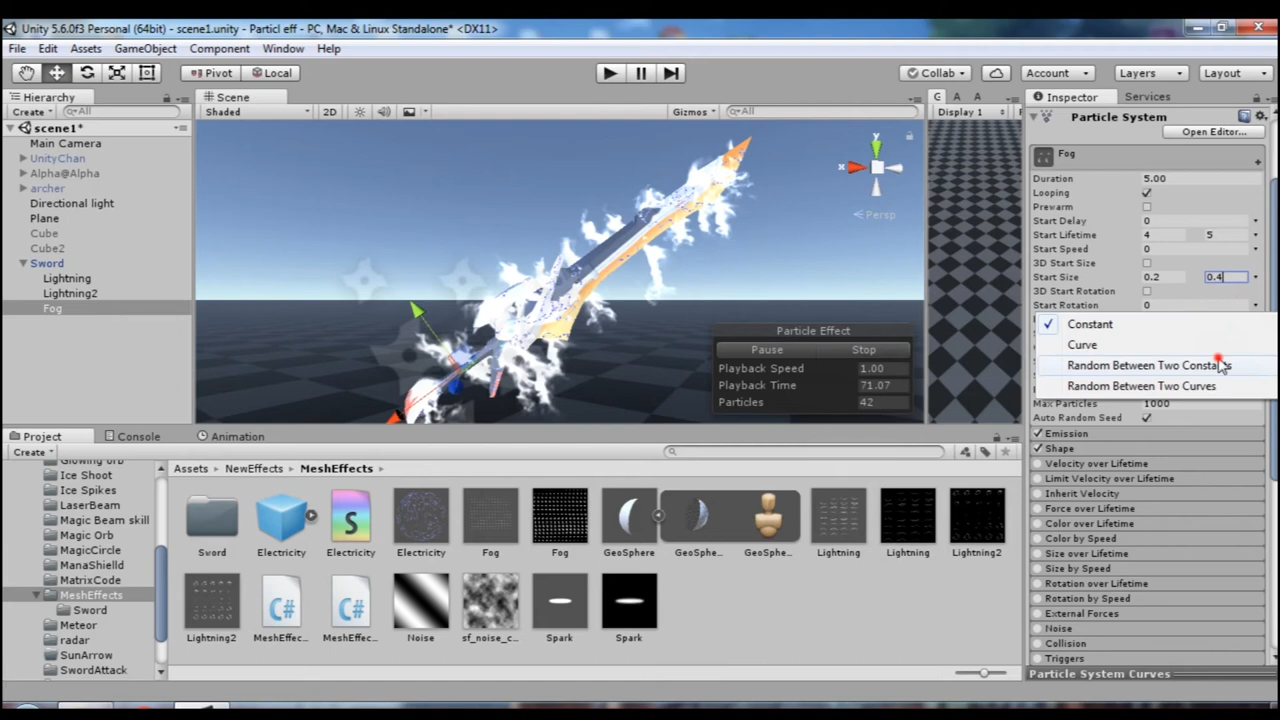 Unity 5.6.0f3 Personal (64bit) - scene1.unity - Particl eff - PC, Mac & Linux Standalone* <DX11>
File Edit Assets GameObject Component Window Help
Pivot Local Collab Account Layers Layout
Hierarchy
Create All
scene1*
Main Camera
UnityChan
Alpha@Alpha
archer
Directional light
Plane
Cube
Cube2
Sword
Lightning
Lightning2
Fog
Scene
Shaded 2D Gizmos All
y
x
Persp
Particle Effect
Pause Stop
Playback Speed 1.00
Playback Time 71.07
Particles 42
G A A
Display 1
Inspector Services
Particle System
Open Editor...
Fog
Duration 5.00
Looping
Prewarm
Start Delay 0
Start Lifetime 4 5
Start Speed 0
3D Start Size
Start Size 0.2 0.4
3D Start Rotation
Start Rotation 0
Constant
Curve
Random Between Two Constants
Random Between Two Curves
Max Particles 1000
Auto Random Seed
Emission
Shape
Velocity over Lifetime
Limit Velocity over Lifetime
Inherit Velocity
Force over Lifetime
Color over Lifetime
Color by Speed
Size over Lifetime
Size by Speed
Rotation over Lifetime
Rotation by Speed
External Forces
Noise
Collision
Triggers
Particle System Curves
Project Console Animation
Create
Glowing orb
Ice Shoot
Ice Spikes
LaserBeam
Magic Beam skill
Magic Orb
MagicCircle
ManaShielld
MatrixCode
MeshEffects
Sword
Meteor
radar
SunArrow
SwordAttack
Assets NewEffects MeshEffects
Sword Electricity Electricity Electricity Fog Fog GeoSphere GeoSphe... GeoSphe... Lightning Lightning Lightning2
Lightning2 MeshEffec... MeshEffec... Noise sf_noise_c... Spark Spark